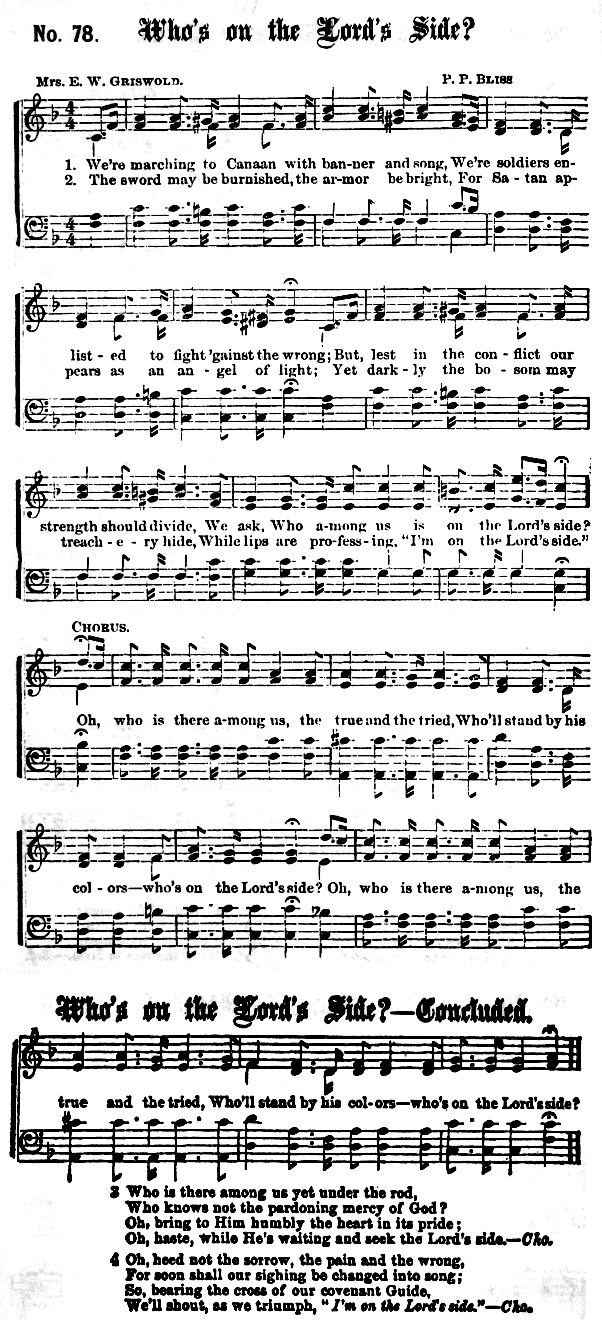 No. 78. Who's on the Lord's Side?
Mrs. E. W. Griswold. P. P. Bliss
1. We're marching to Canaan with ban-ner and song, We're soldiers en-
2. The sword may be burnished, the ar-mor be bright, For Sa - tan ap-
list - ed to fight 'gainst the wrong; But, lest in the con - flict our
pears as an an - gel of light; Yet dark - ly the bo - som may
strength should divide, We ask, Who a-mong us is on the Lord's side?
treach - e - ry hide, While lips are pro-fess-ing, "I'm on the Lord's side."
Chorus.
Oh, who is there a-mong us, the true and the tried, Who'll stand by his
col - ors—who's on the Lord's side? Oh, who is there a-mong us, the
Who's on the Lord's Side?—Concluded.
true and the tried, Who'll stand by his col-ors—who's on the Lord's side?
3 Who is there among us yet under the rod,
Who knows not the pardoning mercy of God?
Oh, bring to Him humbly the heart in its pride;
Oh, haste, while He's waiting and seek the Lord's side.—Cho.
4 Oh, heed not the sorrow, the pain and the wrong,
For soon shall our sighing be changed into song;
So, bearing the cross of our covenant Guide,
We'll shout, as we triumph, "I'm on the Lord's side."—Cho.